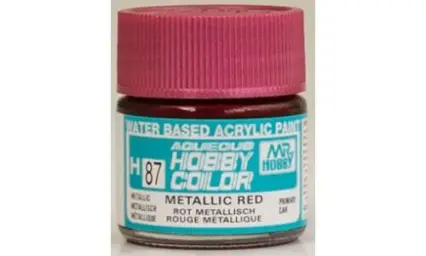 WATER BASED ACRYLIC PAINT
AQUEOUS
HOBBY
COLOR
MR
HOBBY
H 87
METALLIC
METALLISCH
MÉTALLIQUE
METALLIC RED
ROT METALLISCH
ROUGE METALLIQUE
PRIMARY
CAR